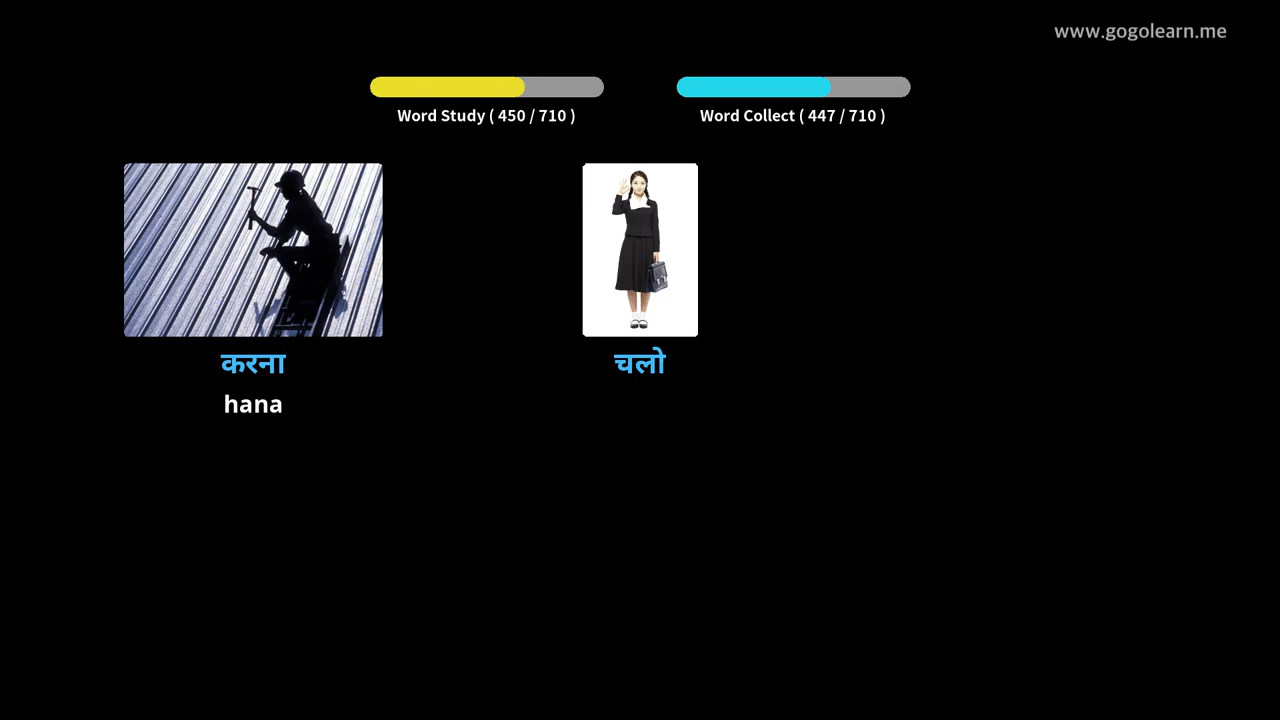 www.gogolearn.me
Word Study ( 450 / 710 )
Word Collect ( 447 / 710 )
करना
चलो
hana